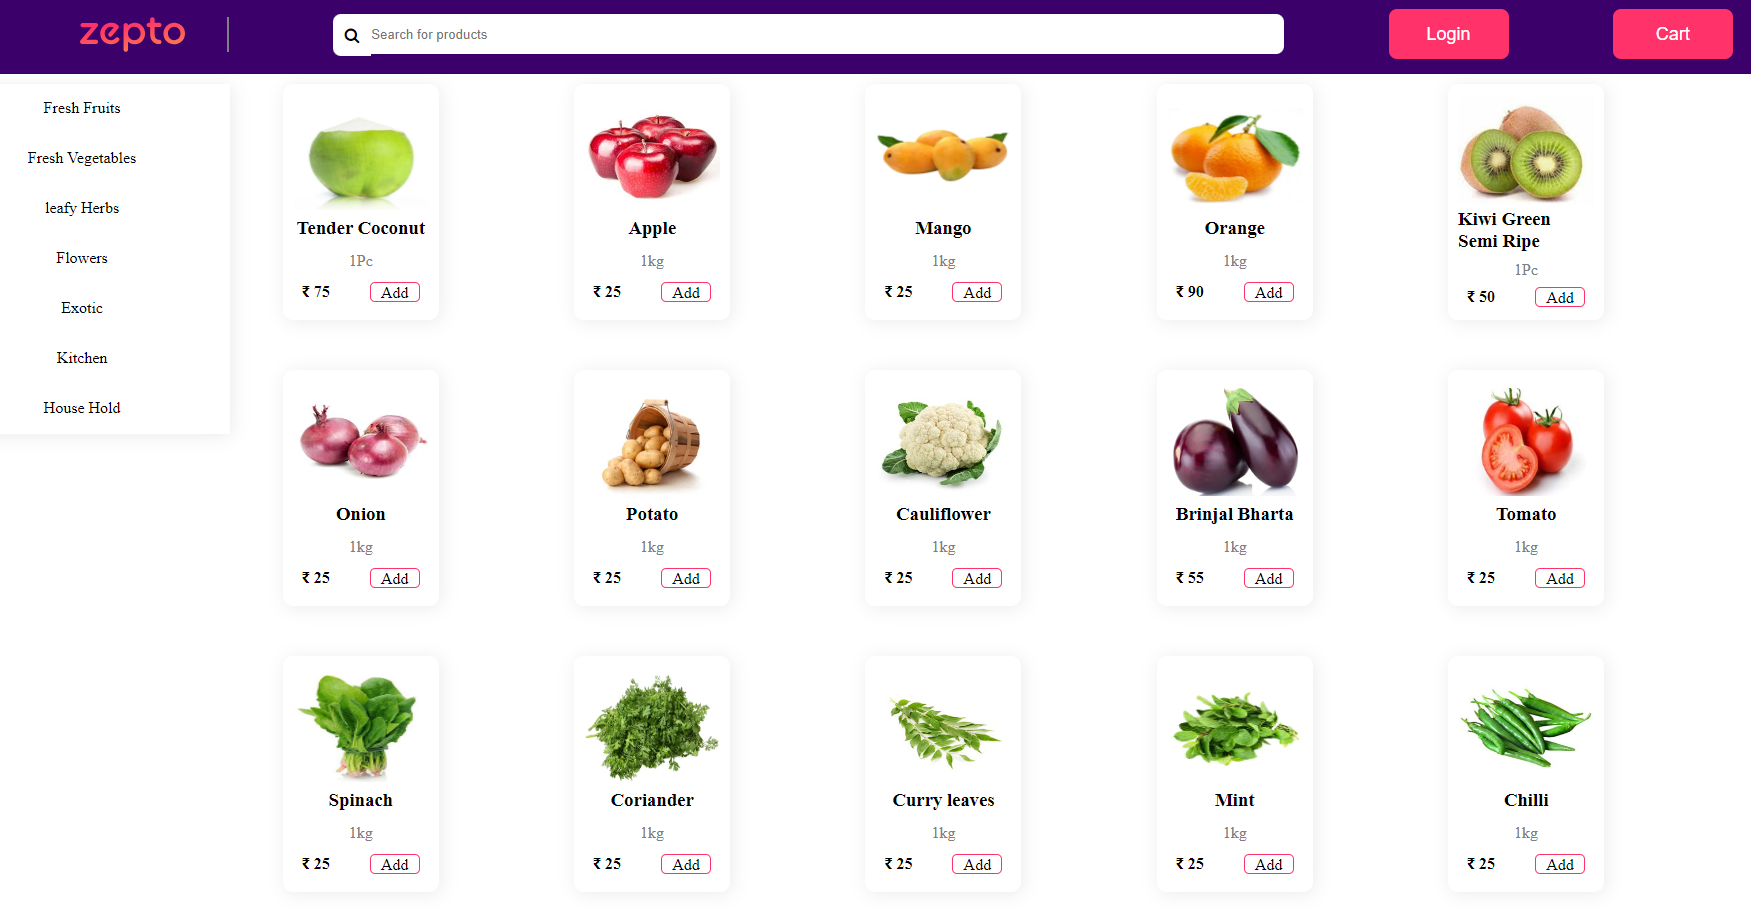 zepto
Search for products
Login
Cart
Fresh Fruits
Fresh Vegetables
leafy Herbs
Flowers
Exotic
Kitchen
House Hold
Tender Coconut
1Pc
₹ 75 Add
Apple
1kg
₹ 25 Add
Mango
1kg
₹ 25 Add
Orange
1kg
₹ 90 Add
Kiwi Green
Semi Ripe
1Pc
₹ 50 Add
Onion
1kg
₹ 25 Add
Potato
1kg
₹ 25 Add
Cauliflower
1kg
₹ 25 Add
Brinjal Bharta
1kg
₹ 55 Add
Tomato
1kg
₹ 25 Add
Spinach
1kg
₹ 25 Add
Coriander
1kg
₹ 25 Add
Curry leaves
1kg
₹ 25 Add
Mint
1kg
₹ 25 Add
Chilli
1kg
₹ 25 Add